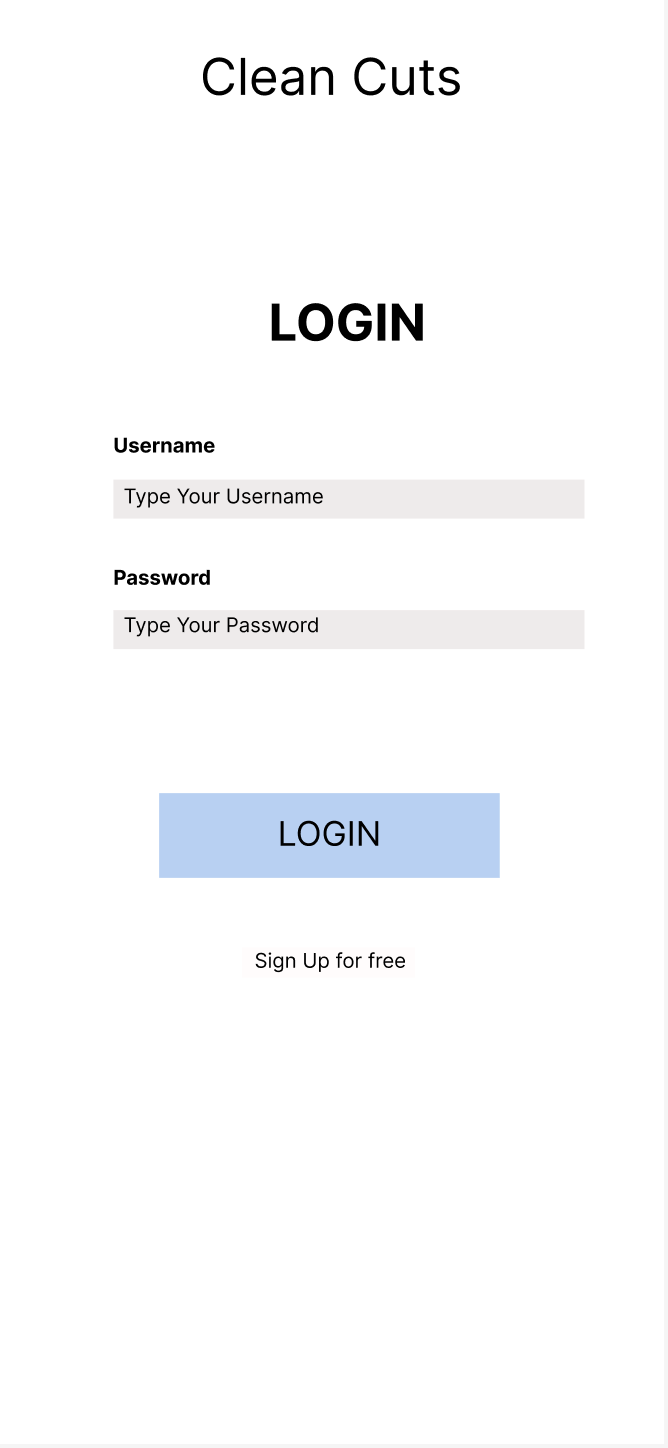 Clean Cuts
LOGIN
Username
Type Your Username
Password
Type Your Password
LOGIN
Sign Up for free